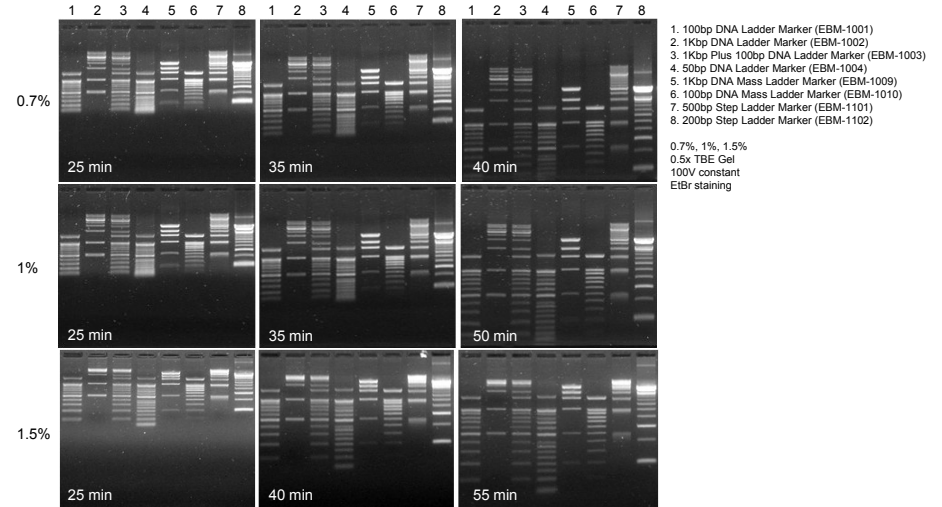 1 2 3 4 5 6 7 8 1 2 3 4 5 6 7 8 1 2 3 4 5 6 7 8
1. 100bp DNA Ladder Marker (EBM-1001)
2. 1Kbp DNA Ladder Marker (EBM-1002)
3. 1Kbp Plus 100bp DNA Ladder Marker (EBM-1003)
4. 50bp DNA Ladder Marker (EBM-1004)
5. 1Kbp DNA Mass Ladder Marker (EBM-1009)
6. 100bp DNA Mass Ladder Marker (EBM-1010)
7. 500bp Step Ladder Marker (EBM-1101)
8. 200bp Step Ladder Marker (EBM-1102)
0.7%, 1%, 1.5%
0.5x TBE Gel
100V constant
EtBr staining
0.7%
25 min 35 min 40 min
1%
25 min 35 min 50 min
1.5%
25 min 40 min 55 min